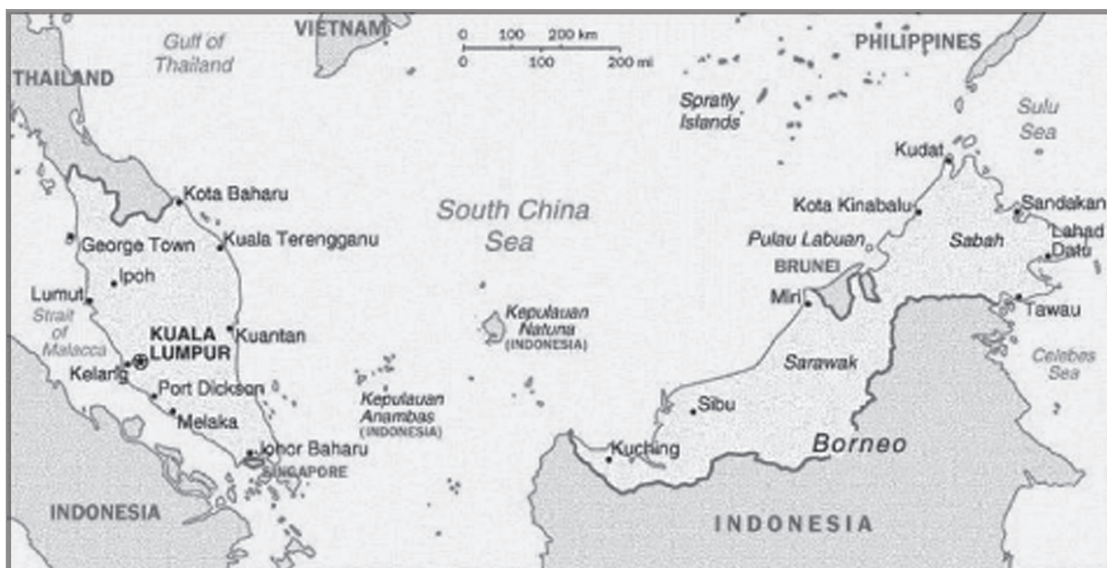 VIETNAM
Gulf of
Thailand
0 100 200 km
0 100 200 mi
PHILIPPINES
THAILAND
Spratly
Islands
Sulu
Sea
Kudat
Kota Baharu
South China
Sea
Kota Kinabalu
Sandakan
George Town
Kuala Terengganu
Pulau Labuan
Sabah
Lahad
Datu
Ipoh
BRUNEI
Lumut
Miri
Tawau
Strait
of
Malacca
KUALA
LUMPUR
Kuantan
Kepulauan
Natuna
(INDONESIA)
Sarawak
Celebes
Sea
Kelang
Port Dickson
Kepulauan
Anambas
(INDONESIA)
Sibu
Melaka
Johor Baharu
SINGAPORE
Kuching
Borneo
INDONESIA
INDONESIA